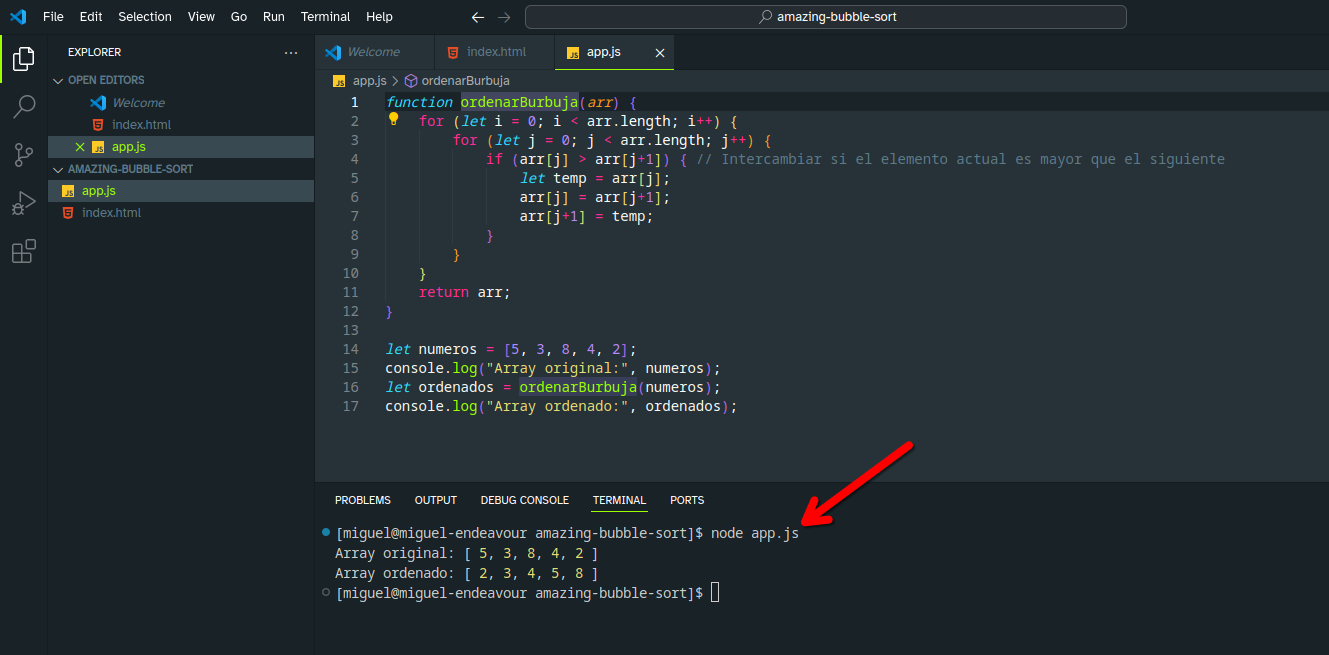 File Edit Selection View Go Run Terminal Help
amazing-bubble-sort
EXPLORER
OPEN EDITORS
Welcome
index.html
app.js
AMAZING-BUBBLE-SORT
app.js
index.html
Welcome index.html app.js
app.js > ordenarBurbuja
1 function ordenarBurbuja(arr) {
2     for (let i = 0; i < arr.length; i++) {
3         for (let j = 0; j < arr.length; j++) {
4             if (arr[j] > arr[j+1]) { // Intercambiar si el elemento actual es mayor que el siguiente
5                 let temp = arr[j];
6                 arr[j] = arr[j+1];
7                 arr[j+1] = temp;
8             }
9         }
10     }
11     return arr;
12 }
13
14 let numeros = [5, 3, 8, 4, 2];
15 console.log("Array original:", numeros);
16 let ordenados = ordenarBurbuja(numeros);
17 console.log("Array ordenado:", ordenados);
PROBLEMS OUTPUT DEBUG CONSOLE TERMINAL PORTS
[miguel@miguel-endeavour amazing-bubble-sort]$ node app.js
Array original: [ 5, 3, 8, 4, 2 ]
Array ordenado: [ 2, 3, 4, 5, 8 ]
[miguel@miguel-endeavour amazing-bubble-sort]$